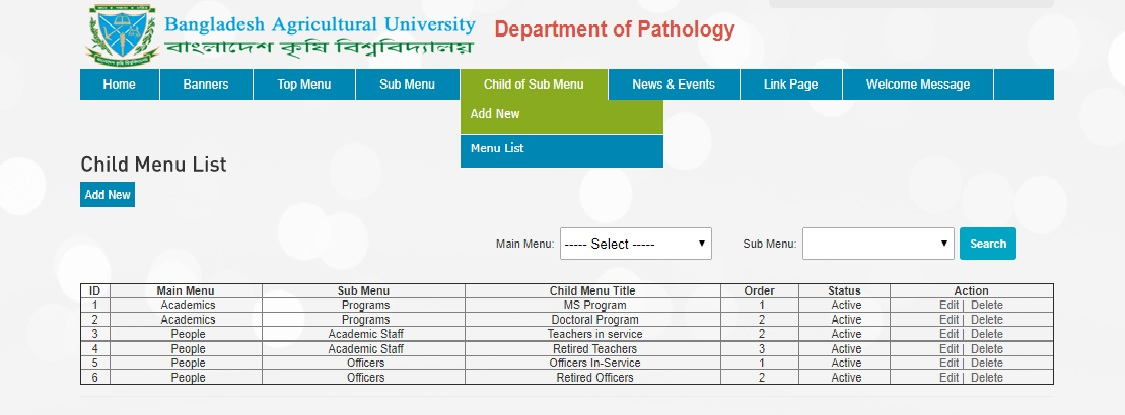 Bangladesh Agricultural University
বাংলাদেশ কৃষি বিশ্ববিদ্যালয়
Department of Pathology
Home Banners Top Menu Sub Menu Child of Sub Menu News & Events Link Page Welcome Message
Add New
Menu List
Child Menu List
Add New
Main Menu: ----- Select ----- Sub Menu: Search
ID Main Menu Sub Menu Child Menu Title Order Status Action
1 Academics Programs MS Program 1 Active Edit | Delete
2 Academics Programs Doctoral Program 2 Active Edit | Delete
3 People Academic Staff Teachers in service 2 Active Edit | Delete
4 People Academic Staff Retired Teachers 3 Active Edit | Delete
5 People Officers Officers In-Service 1 Active Edit | Delete
6 People Officers Retired Officers 2 Active Edit | Delete